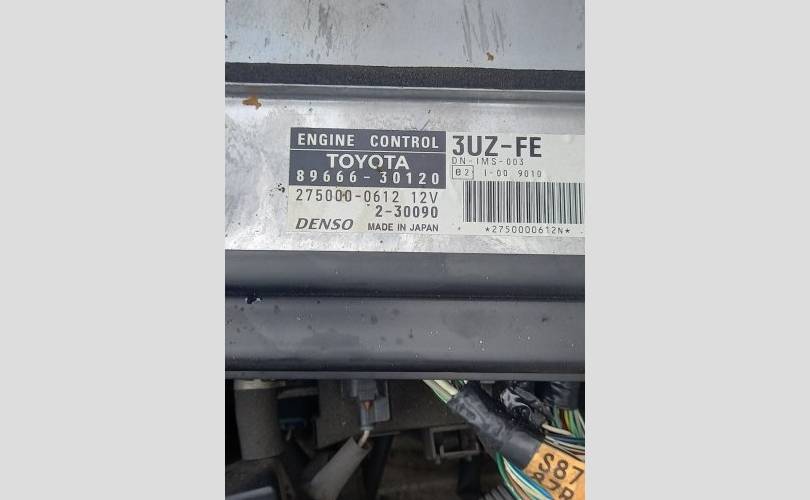 ENGINE CONTROL
TOYOTA
89666-30120
275000-0612 12V
2-30090
DENSO MADE IN JAPAN
3UZ-FE
DN-IMS-003
e2 I-00 9010
*2750000612N*
S87